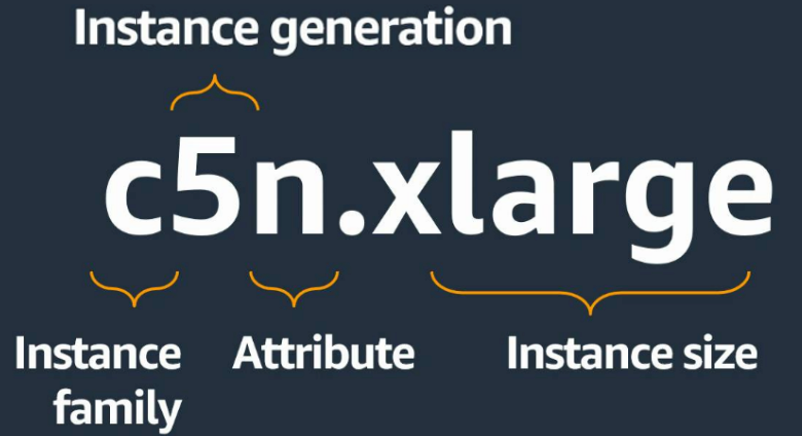 Instance generation
c5n.xlarge
Instance family
Attribute
Instance size